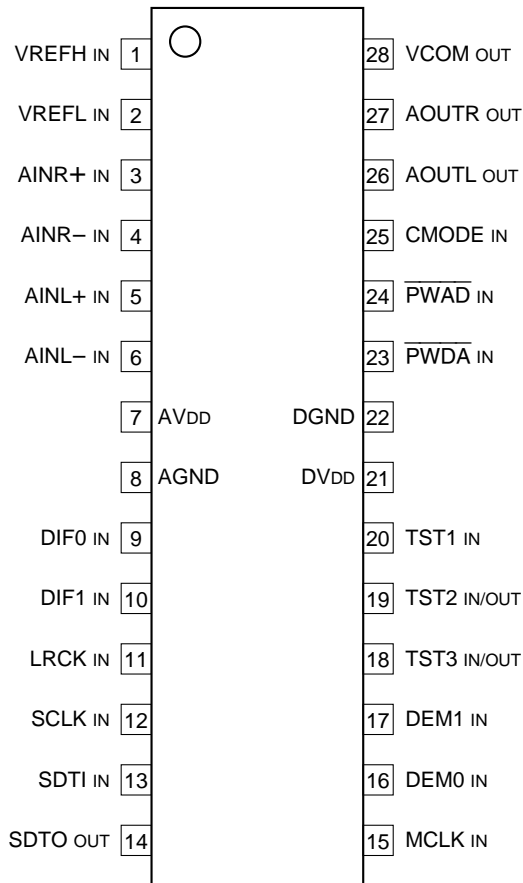 VREFH IN 1 28 VCOM OUT
VREFL IN 2 27 AOUTR OUT
AINR+ IN 3 26 AOUTL OUT
AINR− IN 4 25 CMODE IN
AINL+ IN 5 24 PWAD IN
AINL− IN 6 23 PWDA IN
7 AVDD DGND 22
8 AGND DVDD 21
DIF0 IN 9 20 TST1 IN
DIF1 IN 10 19 TST2 IN/OUT
LRCK IN 11 18 TST3 IN/OUT
SCLK IN 12 17 DEM1 IN
SDTI IN 13 16 DEM0 IN
SDTO OUT 14 15 MCLK IN